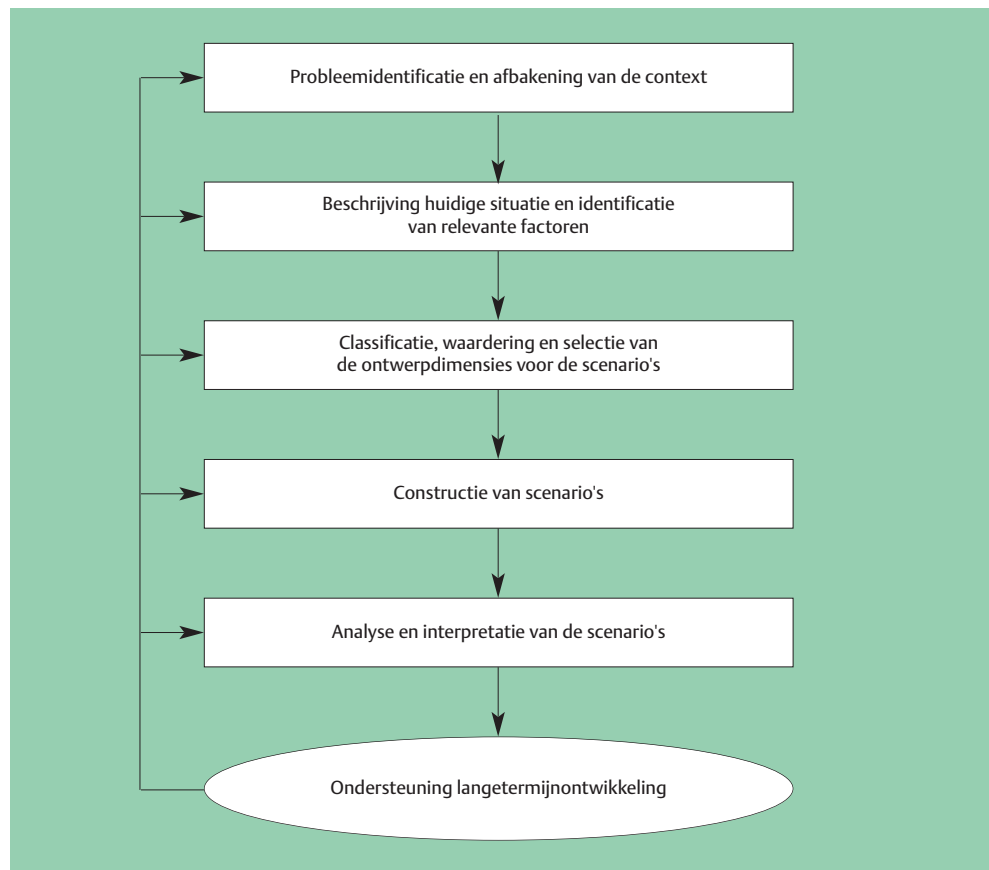 Probleemidentificatie en afbakening van de context
Beschrijving huidige situatie en identificatie
van relevante factoren
Classificatie, waardering en selectie van
de ontwerpdimensies voor de scenario's
Constructie van scenario's
Analyse en interpretatie van de scenario's
Ondersteuning langetermijnontwikkeling